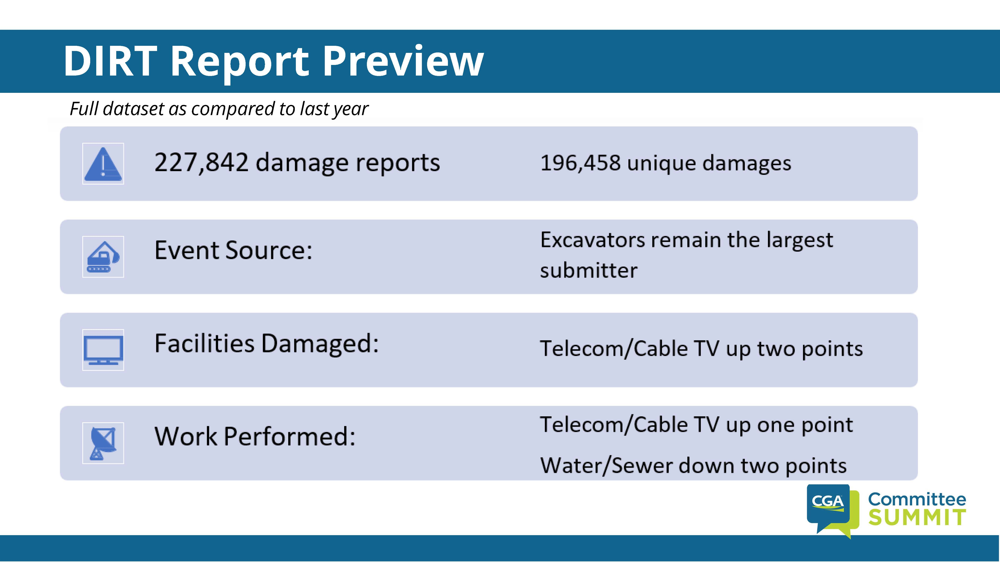 DIRT Report Preview
Full dataset as compared to last year
227,842 damage reports
196,458 unique damages
Event Source:
Excavators remain the largest
submitter
Facilities Damaged:
Telecom/Cable TV up two points
Work Performed:
Telecom/Cable TV up one point
Water/Sewer down two points
CGA
Committee
SUMMIT